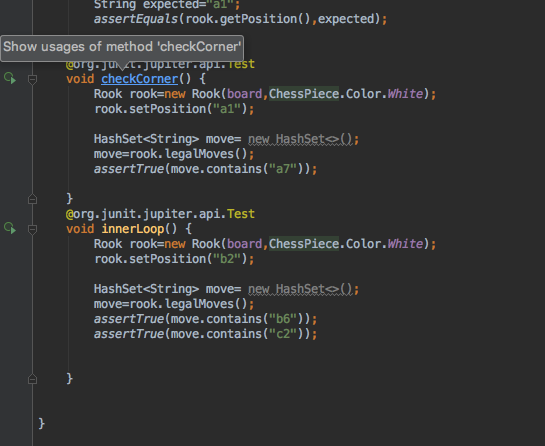 String expected="a1";
assertEquals(rook.getPosition(),expected);
Show usages of method 'checkCorner'
@org.junit.jupiter.api.Test
void checkCorner() {
Rook rook=new Rook(board,ChessPiece.Color.White);
rook.setPosition("a1");
HashSet<String> move= new HashSet<>();
move=rook.legalMoves();
assertTrue(move.contains("a7"));
}
@org.junit.jupiter.api.Test
void innerLoop() {
Rook rook=new Rook(board,ChessPiece.Color.White);
rook.setPosition("b2");
HashSet<String> move= new HashSet<>();
move=rook.legalMoves();
assertTrue(move.contains("b6"));
assertTrue(move.contains("c2"));
}
}